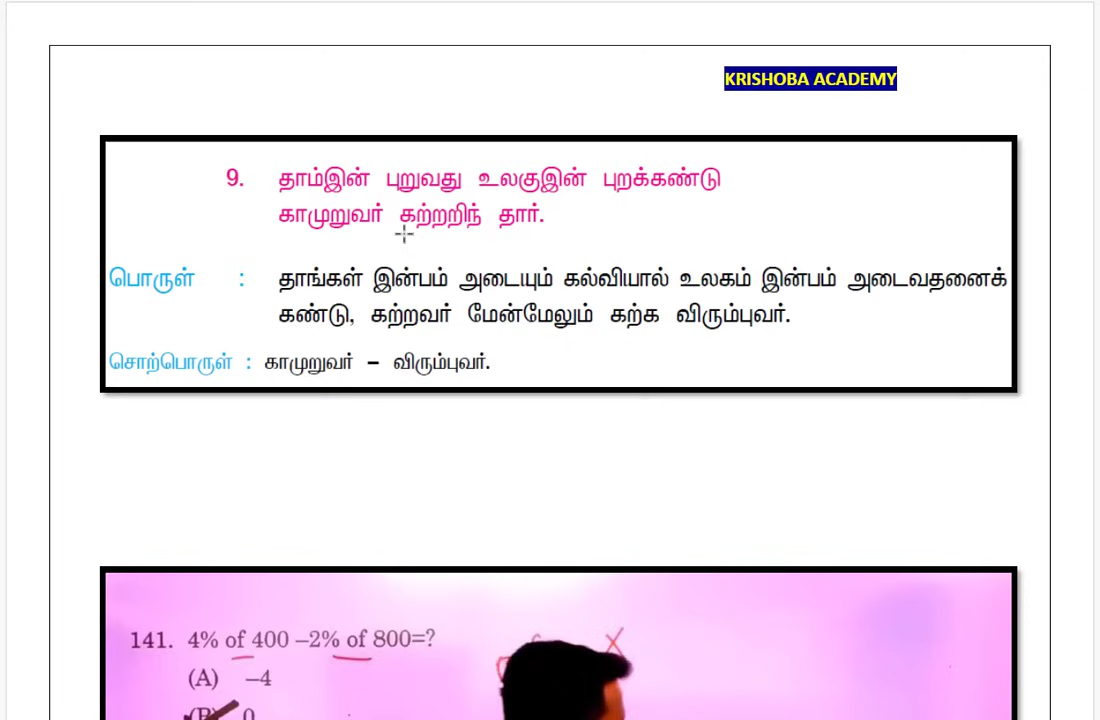 KRISHOBA ACADEMY
9. தாம்இன் புறுவது உலகுஇன் புறக்கண்டு
காமுறுவர் கற்றறிந் தார்.
பொருள் : தாங்கள் இன்பம் அடையும் கல்வியால் உலகம் இன்பம் அடைவதனைக்
கண்டு, கற்றவர் மேன்மேலும் கற்க விரும்புவர்.
சொற்பொருள் : காமுறுவர் – விரும்புவர்.
141. 4% of 400 –2% of 800=?
(A) –4
(B) 0